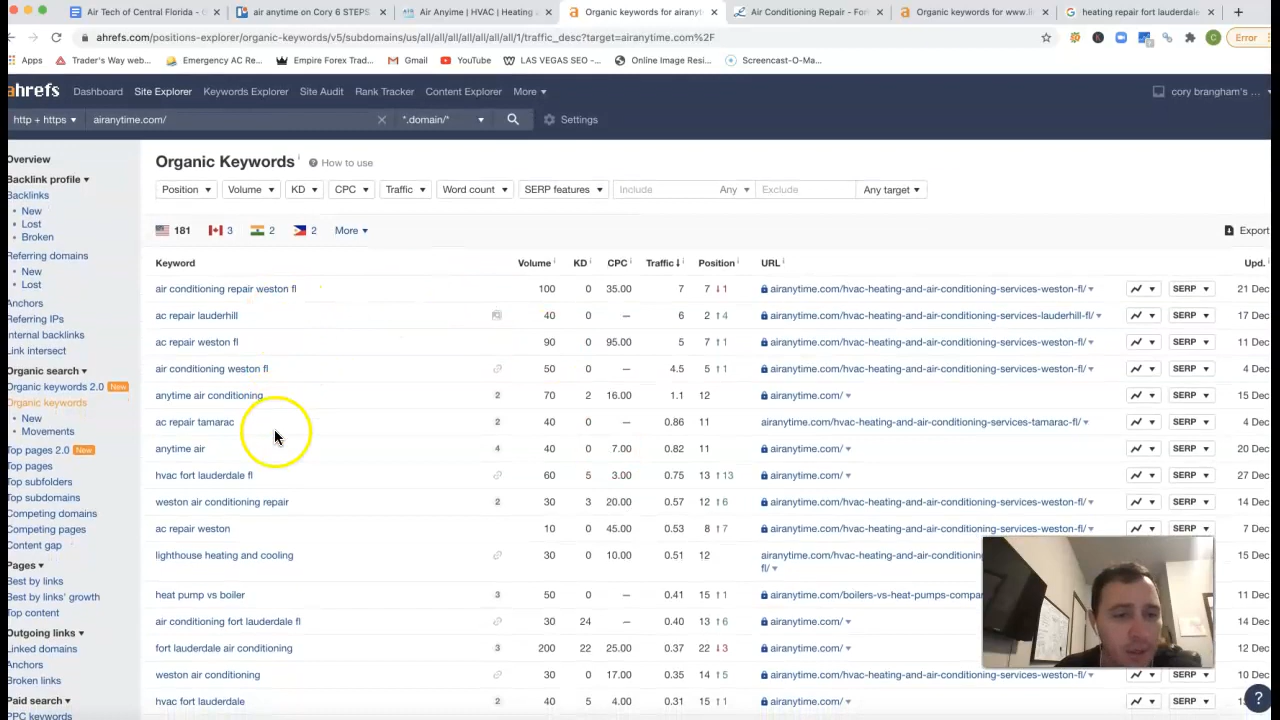 Air Tech of Central Florida -
air anytime on Cory 6 STEPS
Air Anyime | HVAC | Heating
Organic keywords for airany
Air Conditioning Repair - For
Organic keywords for www.li
heating repair fort lauderdale
ahrefs.com/positions-explorer/organic-keywords/v5/subdomains/us/all/all/all/all/all/all/1/traffic_desc?target=airanytime.com%2F
Error
Apps
Trader's Way web-...
Emergency AC Re...
Empire Forex Trad...
Gmail
YouTube
LAS VEGAS SEO -...
Online Image Resi...
Screencast-O-Ma...
ahrefs
Dashboard
Site Explorer
Keywords Explorer
Site Audit
Rank Tracker
Content Explorer
More
cory brangham's ...
http + https
airanytime.com/
*.domain/*
Settings
Overview
Backlink profile
Backlinks
New
Lost
Broken
Referring domains
New
Lost
Anchors
Referring IPs
Internal backlinks
Link intersect
Organic search
Organic keywords 2.0 New
Organic keywords
New
Movements
Top pages 2.0 New
Top pages
Top subfolders
Top subdomains
Competing domains
Competing pages
Content gap
Pages
Best by links
Best by links' growth
Top content
Outgoing links
Linked domains
Anchors
Broken links
Paid search
PPC keywords
Organic Keywords How to use
Position Volume KD CPC Traffic Word count SERP features Include Any Exclude Any target
181 3 2 2 More Export
Keyword Volume KD CPC Traffic Position URL Upd.
air conditioning repair weston fl 100 0 35.00 7 7 ↓1 airanytime.com/hvac-heating-and-air-conditioning-services-weston-fl/ SERP 21 Dec
ac repair lauderhill 40 0 – 6 2 ↑4 airanytime.com/hvac-heating-and-air-conditioning-services-lauderhill-fl/ SERP 17 Dec
ac repair weston fl 90 0 95.00 5 7 ↑1 airanytime.com/hvac-heating-and-air-conditioning-services-weston-fl/ SERP 11 Dec
air conditioning weston fl 50 0 – 4.5 5 ↑1 airanytime.com/hvac-heating-and-air-conditioning-services-weston-fl/ SERP 4 Dec
anytime air conditioning 2 70 2 16.00 1.1 12 airanytime.com/ SERP 15 Dec
ac repair tamarac 2 40 0 – 0.86 11 airanytime.com/hvac-heating-and-air-conditioning-services-tamarac-fl/ SERP 4 Dec
anytime air 4 40 0 7.00 0.82 11 airanytime.com/ SERP 20 Dec
hvac fort lauderdale fl 60 5 3.00 0.75 13 ↑13 airanytime.com/ SERP 27 Dec
weston air conditioning repair 2 30 3 20.00 0.57 12 ↑6 airanytime.com/hvac-heating-and-air-conditioning-services-weston-fl/ SERP 14 Dec
ac repair weston 10 0 45.00 0.53 8 ↑7 airanytime.com/hvac-heating-and-air-conditioning-services-weston-fl/ SERP 7 Dec
lighthouse heating and cooling 30 0 10.00 0.51 12 airanytime.com/hvac-heating-and-air-conditioning 15 Dec
fl/
heat pump vs boiler 3 50 0 – 0.41 15 ↑1 airanytime.com/boilers-vs-heat-pumps-compa 11 Dec
air conditioning fort lauderdale fl 30 24 – 0.40 13 ↑6 airanytime.com/ 14 Dec
fort lauderdale air conditioning 3 200 22 25.00 0.37 22 ↓3 airanytime.com/ 12 Dec
weston air conditioning 30 0 17.00 0.35 14 ↑5 airanytime.com/hvac-heating-and-air-conditioning-services-weston-fl/ SERP 10 Dec
hvac fort lauderdale 2 40 5 4.00 0.31 15 ↑1 airanytime.com/ SERP
?